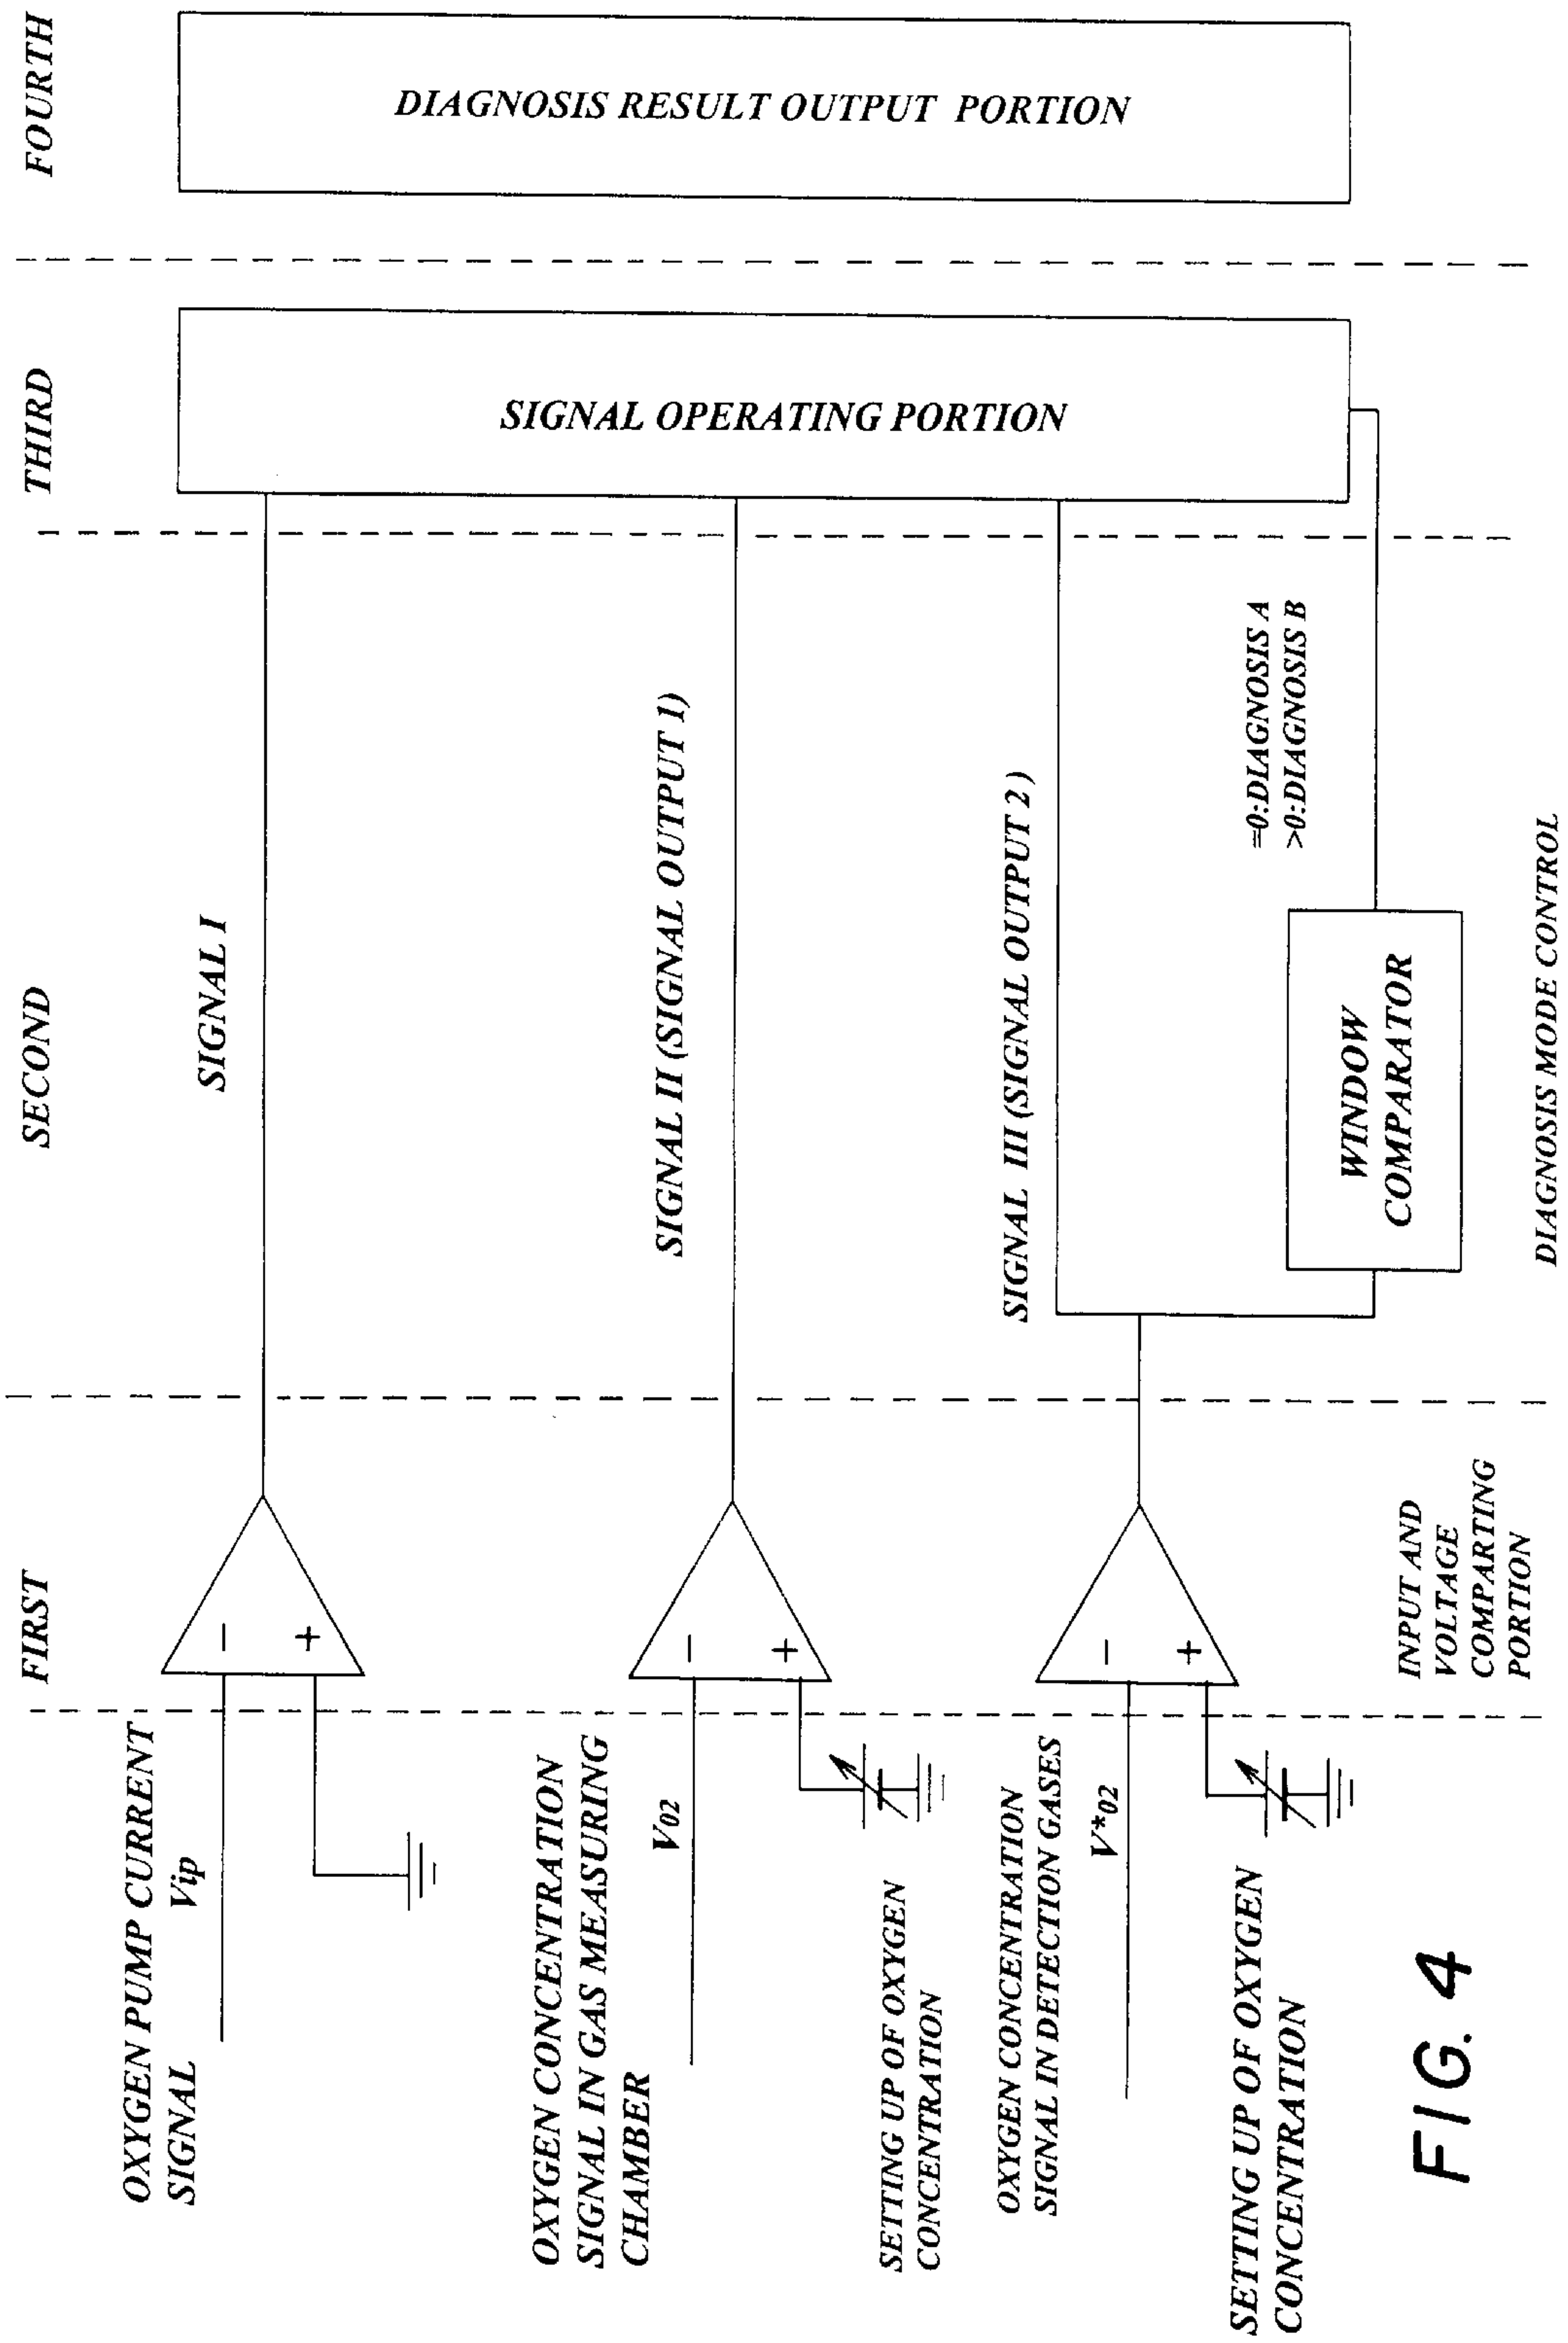 FIRST
SECOND
THIRD
FOURTH
OXYGEN PUMP CURRENT
SIGNAL
Vip
−
+
SIGNAL I
OXYGEN CONCENTRATION
SIGNAL IN GAS MEASURING
CHAMBER
V02
−
+
SIGNAL II (SIGNAL OUTPUT 1)
SETTING UP OF OXYGEN
CONCENTRATION
OXYGEN CONCENTRATION
SIGNAL IN DETECTION GASES
V*02
−
+
SIGNAL III (SIGNAL OUTPUT 2 )
SETTING UP OF OXYGEN
CONCENTRATION
=0:DIAGNOSIS A
>0:DIAGNOSIS B
WINDOW
COMPARATOR
SIGNAL OPERATING PORTION
DIAGNOSIS RESULT OUTPUT PORTION
INPUT AND
VOLTAGE
COMPARTING
PORTION
DIAGNOSIS MODE CONTROL
FIG. 4